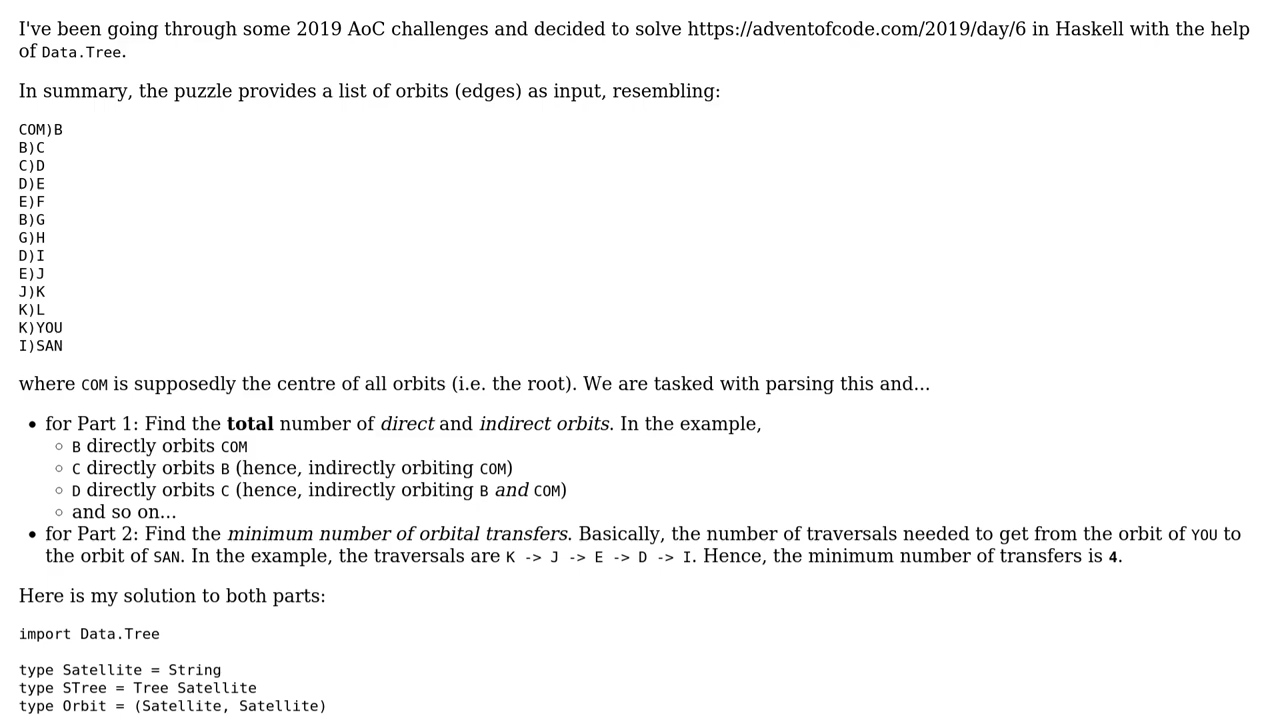 I've been going through some 2019 AoC challenges and decided to solve https://adventofcode.com/2019/day/6 in Haskell with the help
of Data.Tree.
In summary, the puzzle provides a list of orbits (edges) as input, resembling:
COM)B
B)C
C)D
D)E
E)F
B)G
G)H
D)I
E)J
J)K
K)L
K)YOU
I)SAN
where COM is supposedly the centre of all orbits (i.e. the root). We are tasked with parsing this and...
• for Part 1: Find the total number of direct and indirect orbits. In the example,
◦ B directly orbits COM
◦ C directly orbits B (hence, indirectly orbiting COM)
◦ D directly orbits C (hence, indirectly orbiting B and COM)
◦ and so on...
• for Part 2: Find the minimum number of orbital transfers. Basically, the number of traversals needed to get from the orbit of YOU to
the orbit of SAN. In the example, the traversals are K -> J -> E -> D -> I. Hence, the minimum number of transfers is 4.
Here is my solution to both parts:
import Data.Tree
type Satellite = String
type STree = Tree Satellite
type Orbit = (Satellite, Satellite)